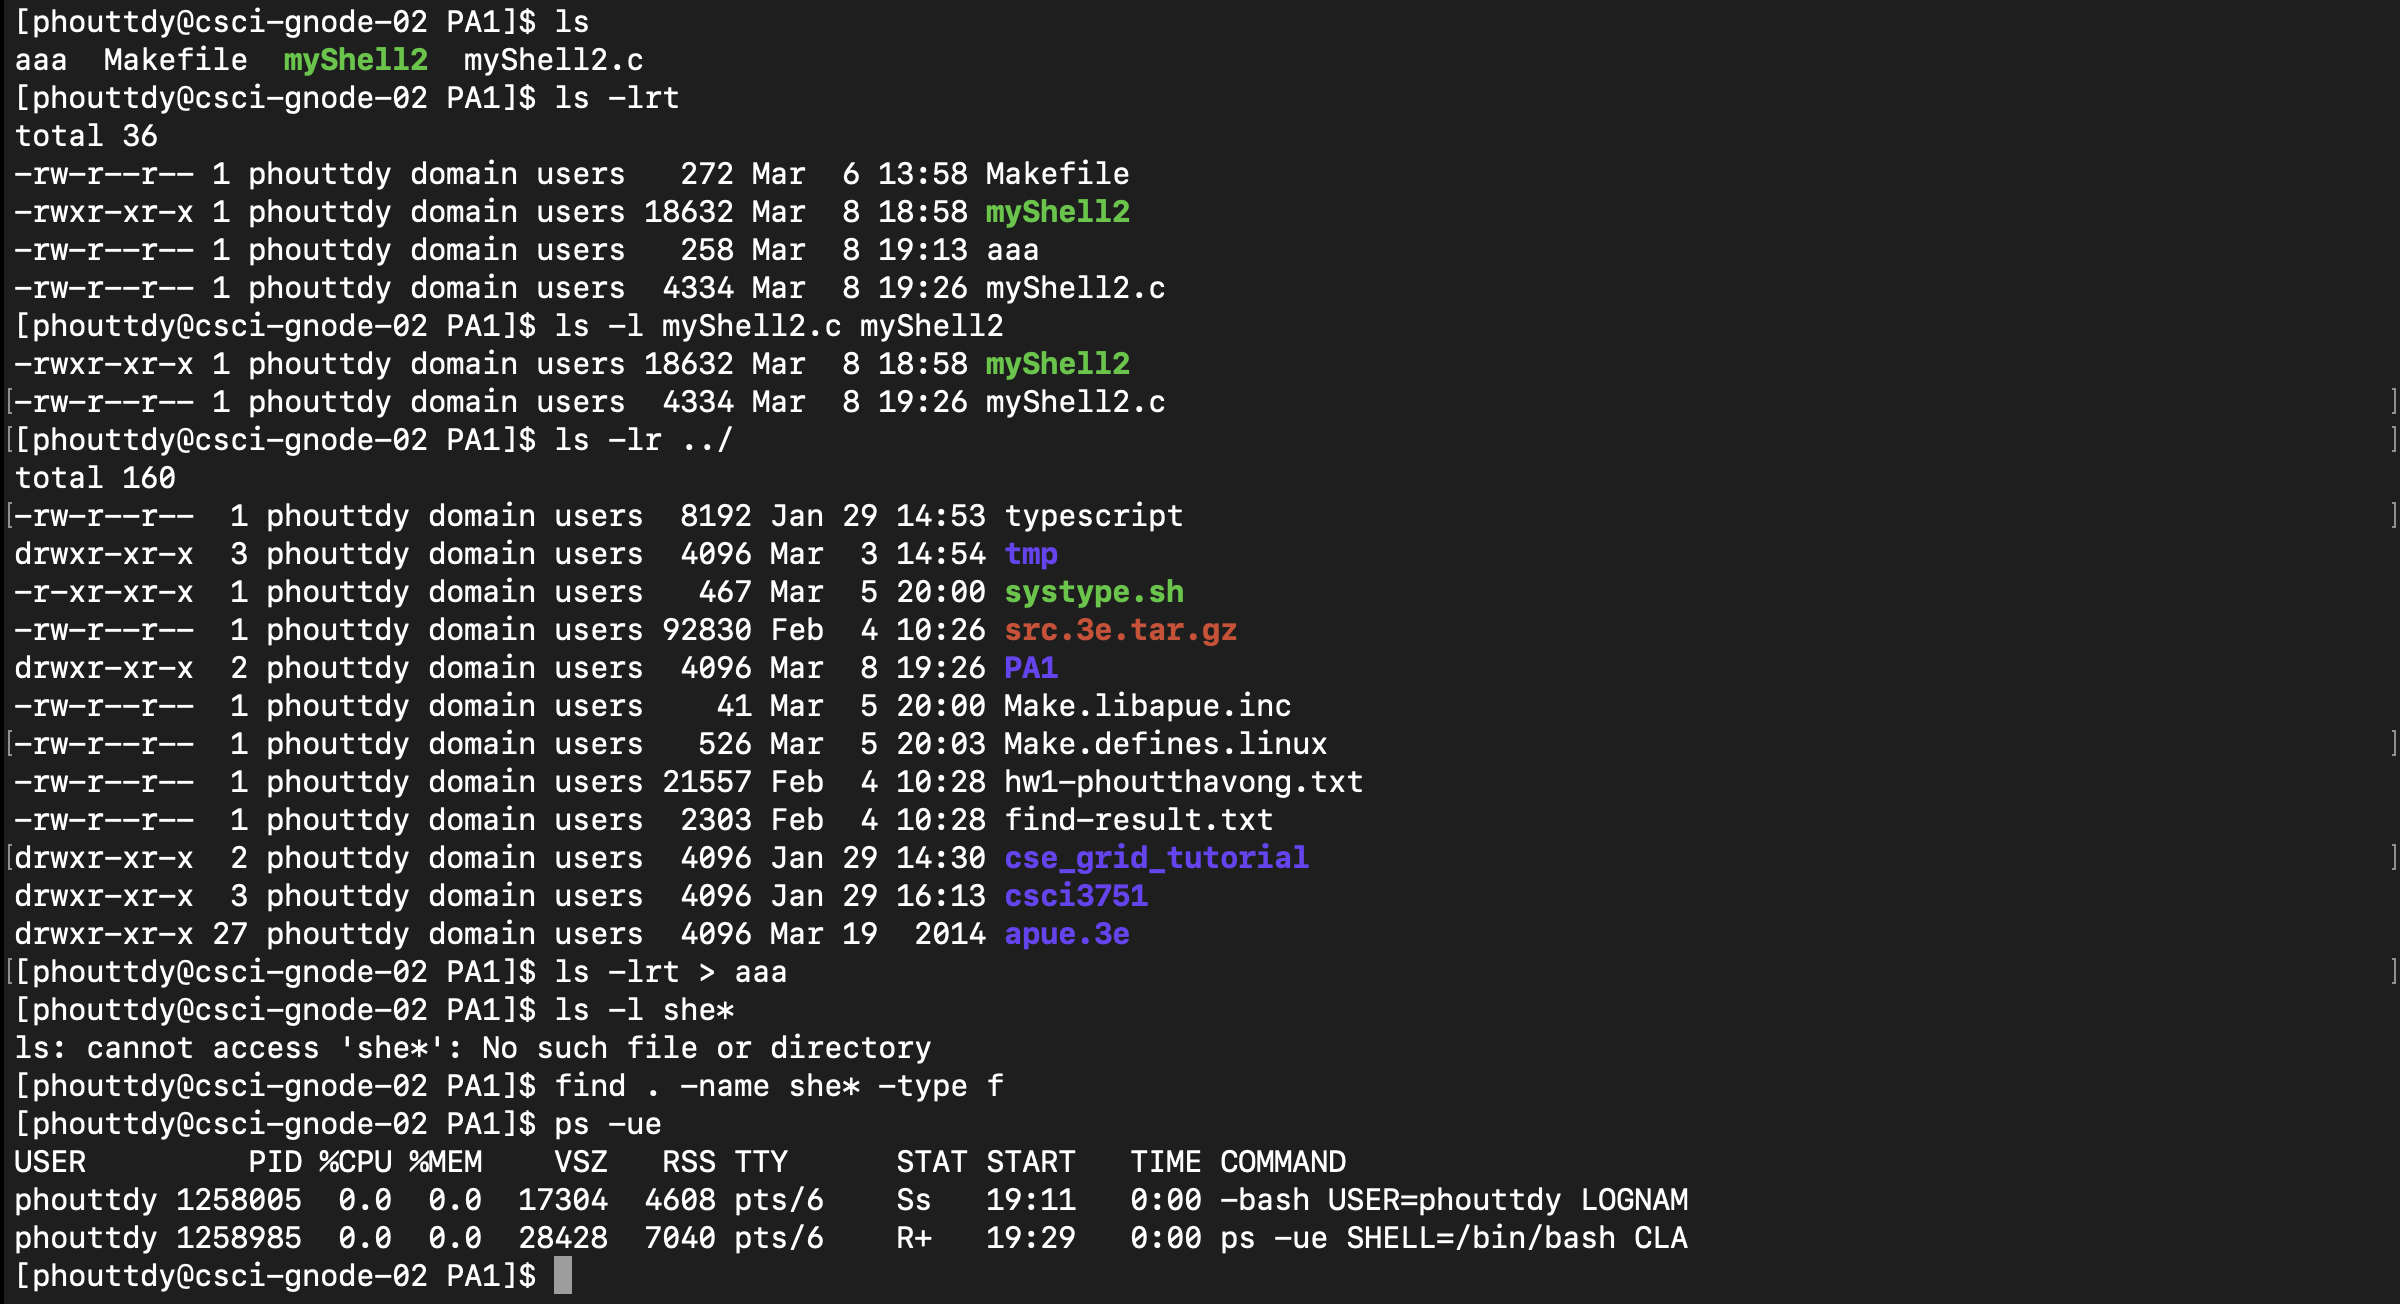 [phouttdy@csci-gnode-02 PA1]$ ls
aaa  Makefile  myShell2  myShell2.c
[phouttdy@csci-gnode-02 PA1]$ ls -lrt
total 36
-rw-r--r-- 1 phouttdy domain users   272 Mar  6 13:58 Makefile
-rwxr-xr-x 1 phouttdy domain users 18632 Mar  8 18:58 myShell2
-rw-r--r-- 1 phouttdy domain users   258 Mar  8 19:13 aaa
-rw-r--r-- 1 phouttdy domain users  4334 Mar  8 19:26 myShell2.c
[phouttdy@csci-gnode-02 PA1]$ ls -l myShell2.c myShell2
-rwxr-xr-x 1 phouttdy domain users 18632 Mar  8 18:58 myShell2
-rw-r--r-- 1 phouttdy domain users  4334 Mar  8 19:26 myShell2.c
[phouttdy@csci-gnode-02 PA1]$ ls -lr ../
total 160
-rw-r--r--  1 phouttdy domain users  8192 Jan 29 14:53 typescript
drwxr-xr-x  3 phouttdy domain users  4096 Mar  3 14:54 tmp
-r-xr-xr-x  1 phouttdy domain users   467 Mar  5 20:00 systype.sh
-rw-r--r--  1 phouttdy domain users 92830 Feb  4 10:26 src.3e.tar.gz
drwxr-xr-x  2 phouttdy domain users  4096 Mar  8 19:26 PA1
-rw-r--r--  1 phouttdy domain users    41 Mar  5 20:00 Make.libapue.inc
-rw-r--r--  1 phouttdy domain users   526 Mar  5 20:03 Make.defines.linux
-rw-r--r--  1 phouttdy domain users 21557 Feb  4 10:28 hw1-phoutthavong.txt
-rw-r--r--  1 phouttdy domain users  2303 Feb  4 10:28 find-result.txt
drwxr-xr-x  2 phouttdy domain users  4096 Jan 29 14:30 cse_grid_tutorial
drwxr-xr-x  3 phouttdy domain users  4096 Jan 29 16:13 csci3751
drwxr-xr-x 27 phouttdy domain users  4096 Mar 19  2014 apue.3e
[phouttdy@csci-gnode-02 PA1]$ ls -lrt > aaa
[phouttdy@csci-gnode-02 PA1]$ ls -l she*
ls: cannot access 'she*': No such file or directory
[phouttdy@csci-gnode-02 PA1]$ find . -name she* -type f
[phouttdy@csci-gnode-02 PA1]$ ps -ue
USER         PID %CPU %MEM    VSZ   RSS TTY      STAT START   TIME COMMAND
phouttdy 1258005  0.0  0.0  17304  4608 pts/6    Ss   19:11   0:00 -bash USER=phouttdy LOGNAM
phouttdy 1258985  0.0  0.0  28428  7040 pts/6    R+   19:29   0:00 ps -ue SHELL=/bin/bash CLA
[phouttdy@csci-gnode-02 PA1]$